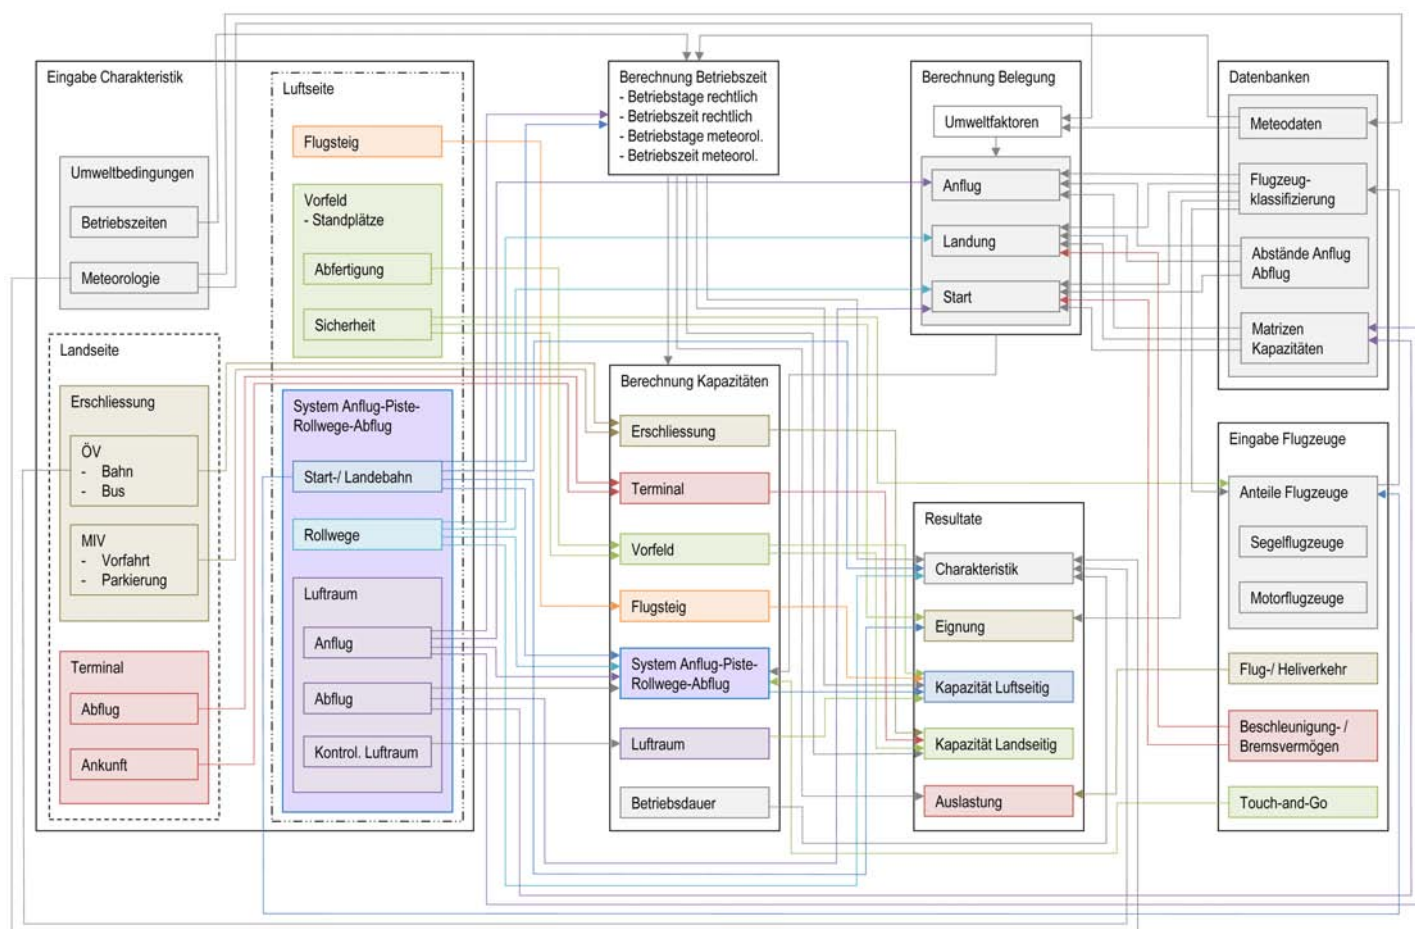 Eingabe Charakteristik
Umweltbedingungen
Betriebszeiten
Meteorologie
Landseite
Erschliessung
ÖV
- Bahn
- Bus
MIV
- Vorfahrt
- Parkierung
Terminal
Abflug
Ankunft
Luftseite
Flugsteig
Vorfeld
- Standplätze
Abfertigung
Sicherheit
System Anflug-Piste-
Rollwege-Abflug
Start-/ Landebahn
Rollwege
Luftraum
Anflug
Abflug
Kontrol. Luftraum
Berechnung Betriebszeit
- Betriebstage rechtlich
- Betriebszeit rechtlich
- Betriebstage meteorol.
- Betriebszeit meteorol.
Berechnung Kapazitäten
Erschliessung
Terminal
Vorfeld
Flugsteig
System Anflug-Piste-
Rollwege-Abflug
Luftraum
Betriebsdauer
Berechnung Belegung
Umweltfaktoren
Anflug
Landung
Start
Resultate
Charakteristik
Eignung
Kapazität Luftseitig
Kapazität Landseitig
Auslastung
Datenbanken
Meteodaten
Flugzeug-
klassifizierung
Abstände Anflug
Abflug
Matrizen
Kapazitäten
Eingabe Flugzeuge
Anteile Flugzeuge
Segelflugzeuge
Motorflugzeuge
Flug-/ Heliverkehr
Beschleunigung- /
Bremsvermögen
Touch-and-Go